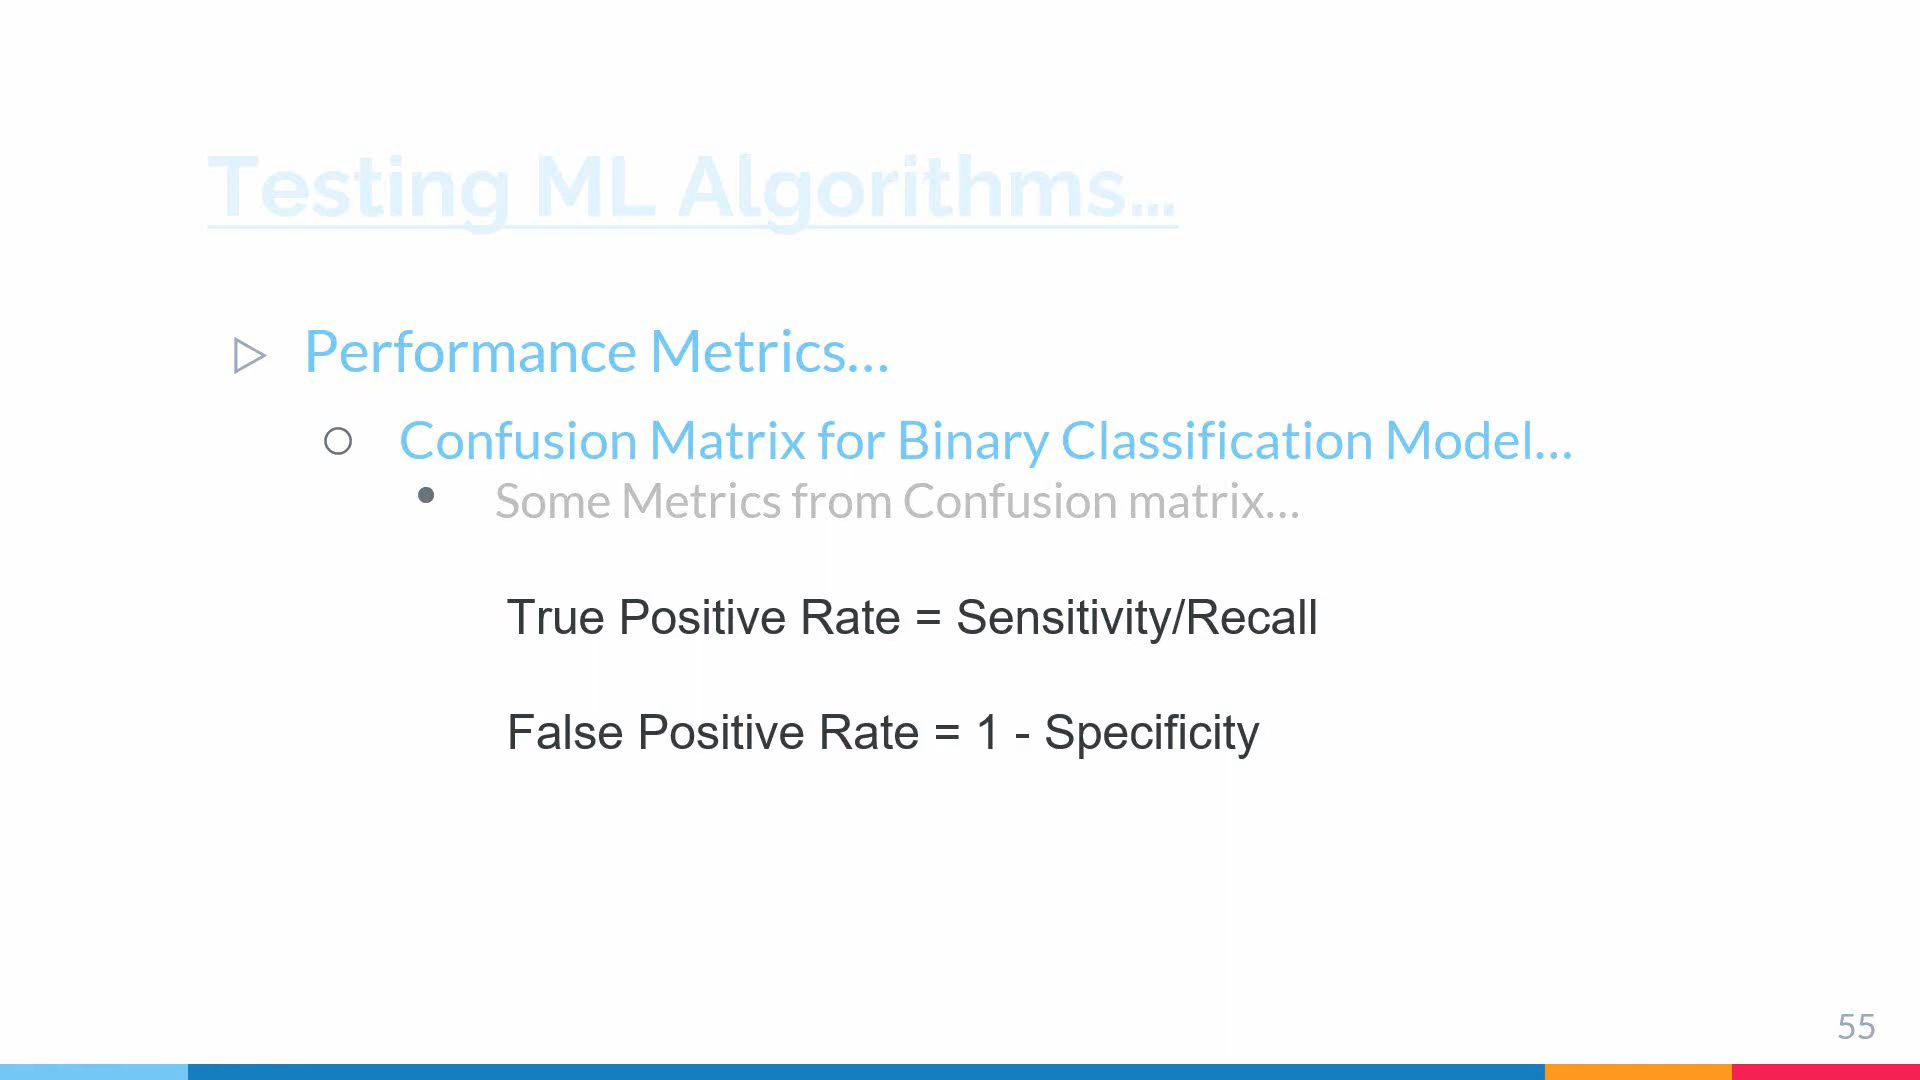 Testing ML Algorithms…
Performance Metrics…
Confusion Matrix for Binary Classification Model…
Some Metrics from Confusion matrix…
True Positive Rate = Sensitivity/Recall
False Positive Rate = 1 - Specificity
55